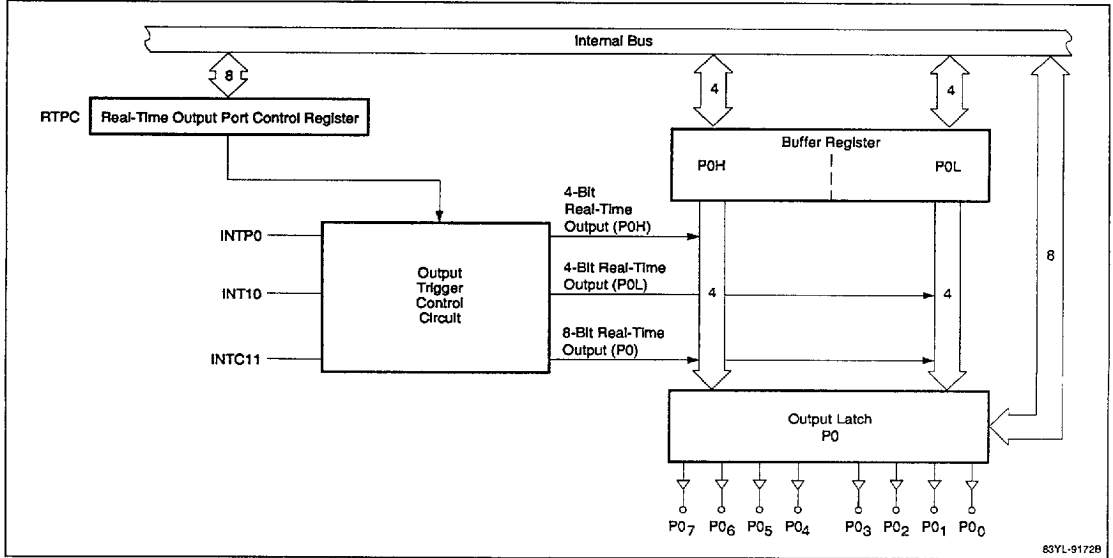 Internal Bus
8
4
4
RTPC
Real-Time Output Port Control Register
Buffer Register
P0H
P0L
4-Bit
Real-Time
Output (P0H)
INTP0
INT10
INTC11
Output
Trigger
Control
Circuit
4-Bit Real-Time
Output (P0L)
8-Bit Real-Time
Output (P0)
4
4
8
Output Latch
P0
P07 P06 P05 P04 P03 P02 P01 P00
83YL-9172B